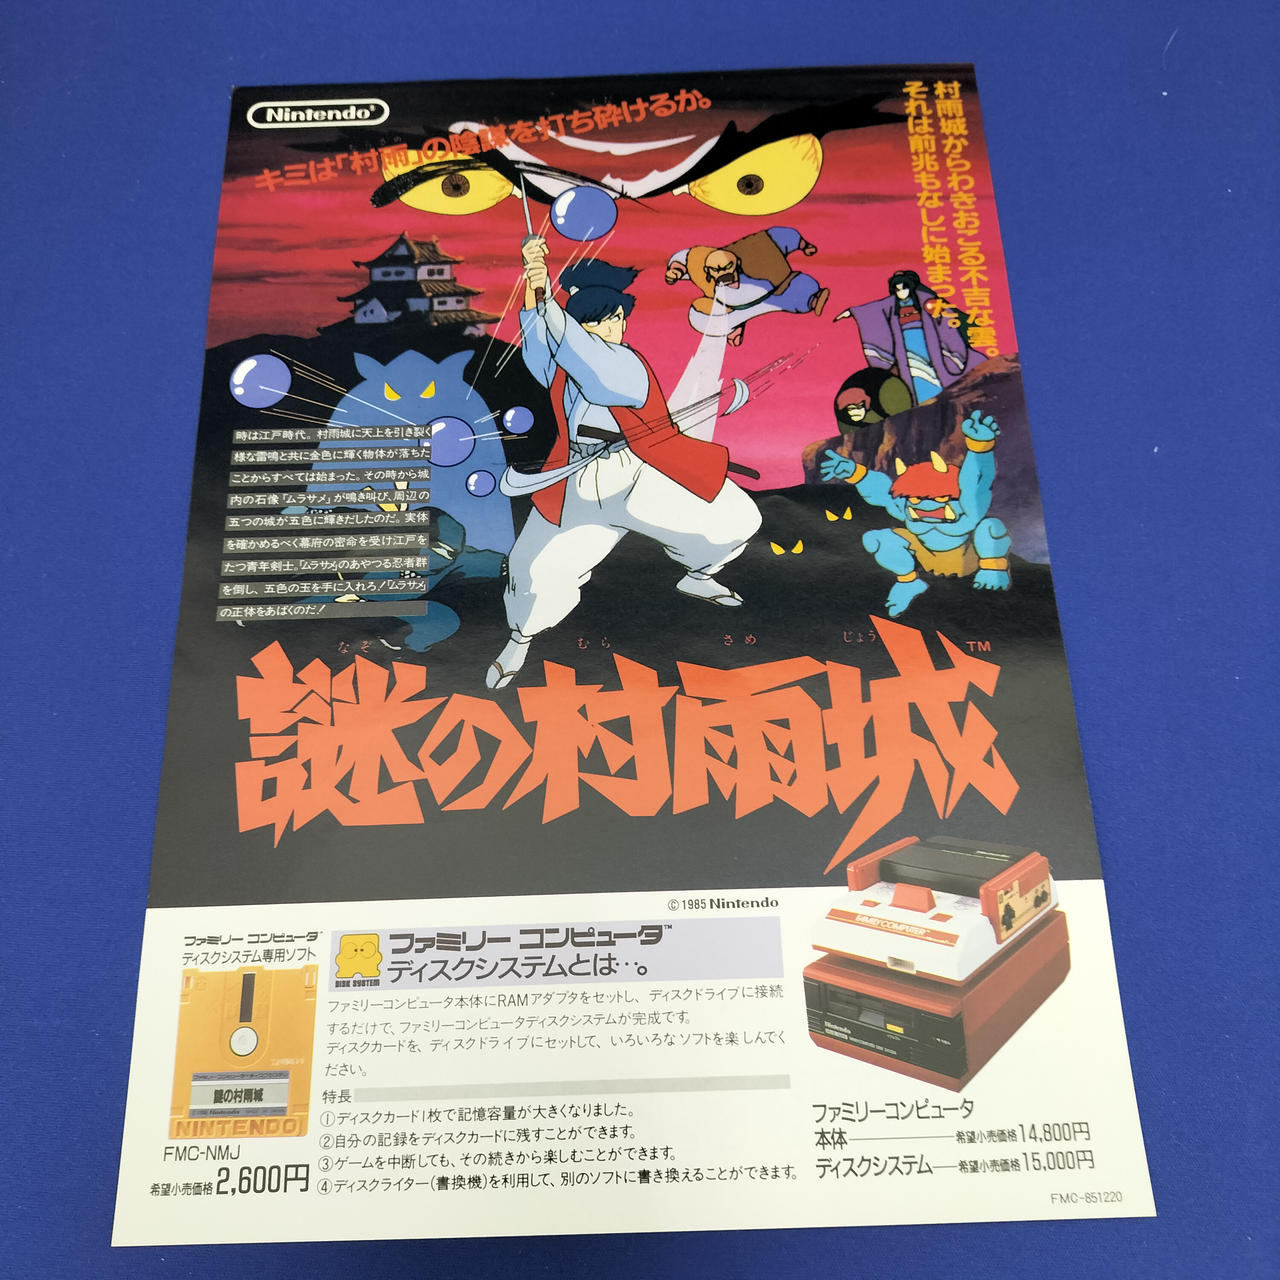 Nintendo®
キミは「村雨」の陰謀を打ち砕けるか。
村雨城からわきおこる不吉な雲。
それは前兆もなしに始まった。
時は江戸時代。村雨城に天上を引き裂く
様な雷鳴と共に金色に輝く物体が落ちた
ことからすべては始まった。その時から城
内の石像「ムラサメ」が鳴き叫び、周辺の
五つの城が五色に輝きだしたのだ。実体
を確かめるべく幕府の密命を受け江戸を
たつ青年剣士。「ムラサメ」のあやつる忍者群
を倒し、五色の玉を手に入れろ!「ムラサメ」
の正体をあばくのだ!
なぞ むら さめ じょう
謎の村雨城™
©1985 Nintendo
ファミリー コンピュータ™
ディスクシステム専用ソフト
謎の村雨城
NINTENDO
FMC-NMJ
希望小売価格2,600円
DISK SYSTEM
ファミリー コンピュータ™
ディスクシステムとは…。
ファミリーコンピュータ本体にRAMアダプタをセットし、ディスクドライブに接続
するだけで、ファミリーコンピュータディスクシステムが完成です。
ディスクカードを、ディスクドライブにセットして、いろいろなソフトを楽しんでく
ださい。
特長
①ディスクカード1枚で記憶容量が大きくなりました。
②自分の記録をディスクカードに残すことができます。
③ゲームを中断しても、その続きから楽しむことができます。
④ディスクライター(書換機)を利用して、別のソフトに書き換えることができます。
FAMILY COMPUTER™
Nintendo
ファミリーコンピュータ
本体 希望小売価格14,800円
ディスクシステム 希望小売価格15,000円
FMC-851220